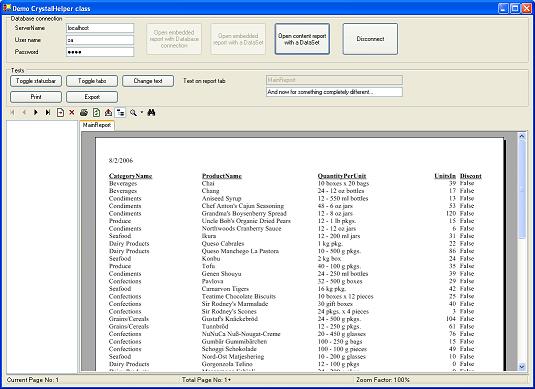 Demo CrystalHelper class
Database connection
ServerName localhost
User name sa
Password ●●●●
Open embedded report with Database connection
Open embedded report with a DataSet
Open content report with a DataSet
Disconnect
Tests
Toggle statusbar Toggle tabs Change text Text on report tab MainReport
Print Export And now for something completely different...
MainReport
8/2/2006
CategoryName ProductName QuantityPerUnit UnitsIn Discont
Beverages Chai 10 boxes x 20 bags 39 False
Beverages Chang 24 - 12 oz bottles 17 False
Condiments Aniseed Syrup 12 - 550 ml bottles 13 False
Condiments Chef Anton's Cajun Seasoning 48 - 6 oz jars 53 False
Condiments Grandma's Boysenberry Spread 12 - 8 oz jars 120 False
Produce Uncle Bob's Organic Dried Pears 12 - 1 lb pkgs. 15 False
Condiments Northwoods Cranberry Sauce 12 - 12 oz jars 6 False
Seafood Ikura 12 - 200 ml jars 31 False
Dairy Products Queso Cabrales 1 kg pkg. 22 False
Dairy Products Queso Manchego La Pastora 10 - 500 g pkgs. 86 False
Seafood Konbu 2 kg box 24 False
Produce Tofu 40 - 100 g pkgs. 35 False
Condiments Genen Shouyu 24 - 250 ml bottles 39 False
Confections Pavlova 32 - 500 g boxes 29 False
Seafood Carnarvon Tigers 16 kg pkg. 42 False
Confections Teatime Chocolate Biscuits 10 boxes x 12 pieces 25 False
Confections Sir Rodney's Marmalade 30 gift boxes 40 False
Confections Sir Rodney's Scones 24 pkgs. x 4 pieces 3 False
Grains/Cereals Gustaf's Knäckebröd 24 - 500 g pkgs. 104 False
Grains/Cereals Tunnbröd 12 - 250 g pkgs. 61 False
Confections NuNuCa Nuß-Nougat-Creme 20 - 450 g glasses 76 False
Confections Gumbär Gummibärchen 100 - 250 g bags 15 False
Confections Schoggi Schokolade 100 - 100 g pieces 49 False
Seafood Nord-Ost Matjeshering 10 - 200 g glasses 10 False
Dairy Products Gorgonzola Telino 12 - 100 g pkgs 0 False
Current Page No: 1 Total Page No: 1+ Zoom Factor: 100%